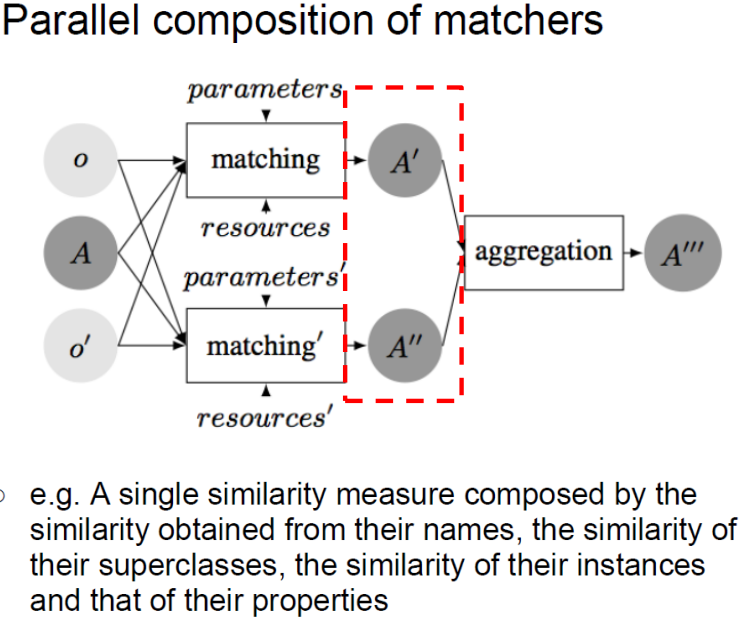 Parallel composition of matchers
parameters
o
matching
A′
resources
A
aggregation
A‴
parameters′
o′
matching′
A″
resources′
○ e.g. A single similarity measure composed by the
similarity obtained from their names, the similarity of
their superclasses, the similarity of their instances
and that of their properties